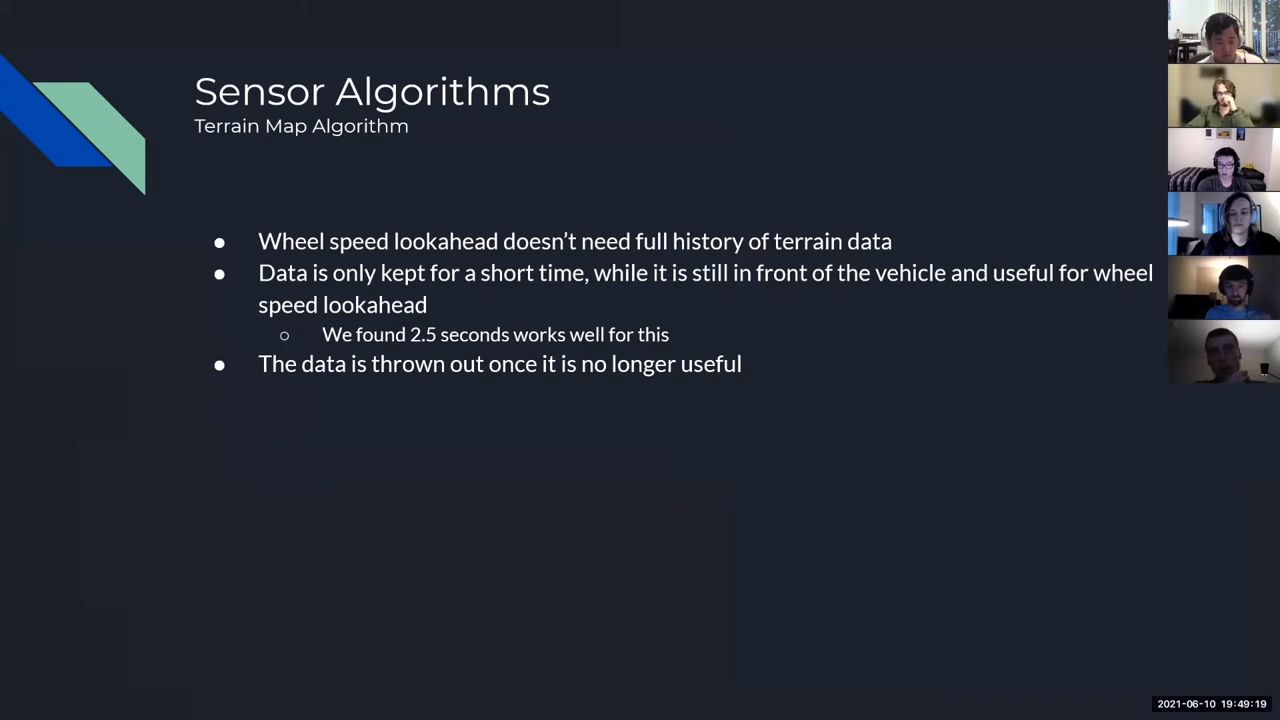 Sensor Algorithms
Terrain Map Algorithm
● Wheel speed lookahead doesn’t need full history of terrain data
● Data is only kept for a short time, while it is still in front of the vehicle and useful for wheel
speed lookahead
○ We found 2.5 seconds works well for this
● The data is thrown out once it is no longer useful
2021-06-10 19:49:19